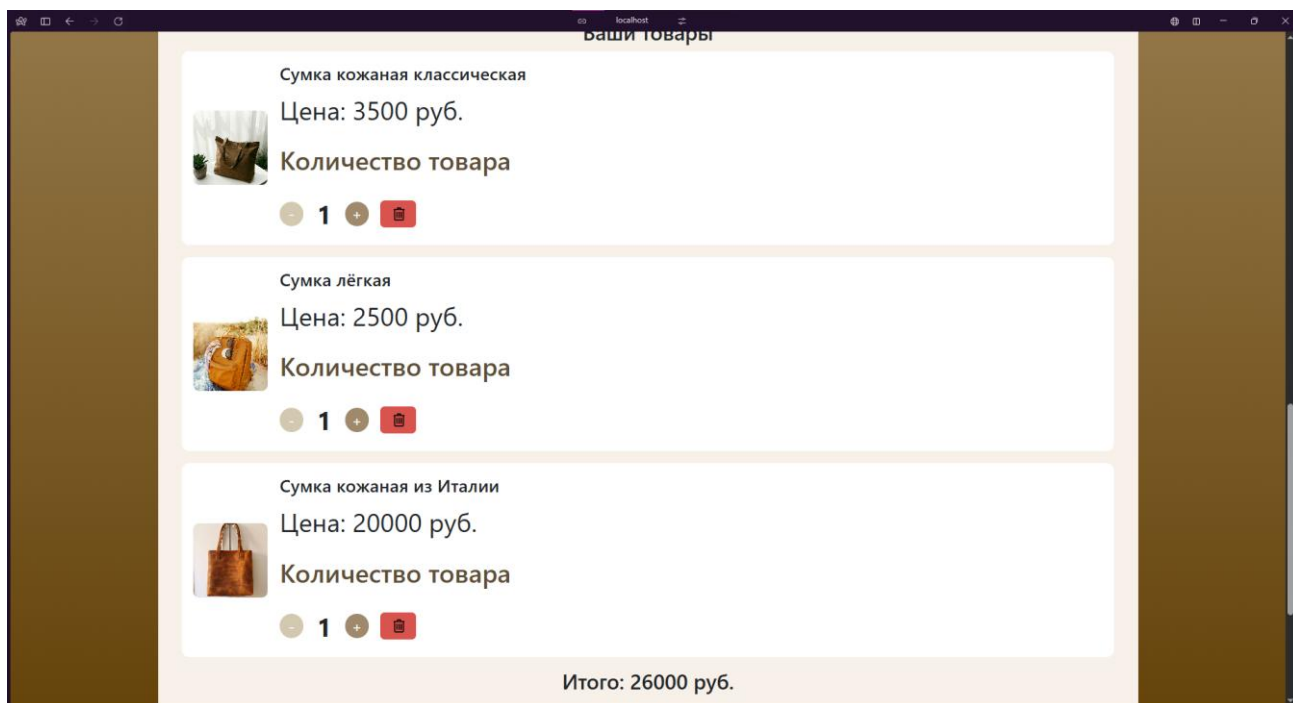 localhost
Ваши товары
Сумка кожаная классическая
Цена: 3500 руб.
Количество товара
- 1 +
Сумка лёгкая
Цена: 2500 руб.
Количество товара
- 1 +
Сумка кожаная из Италии
Цена: 20000 руб.
Количество товара
- 1 +
Итого: 26000 руб.